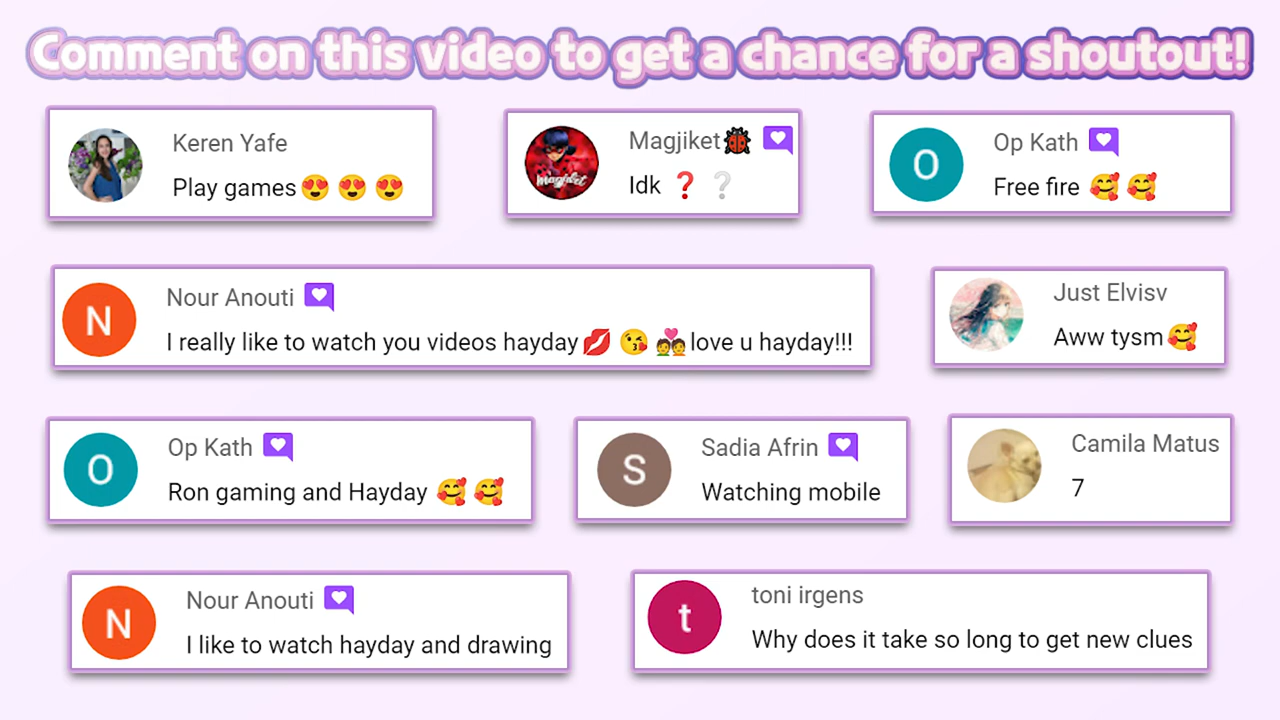 Comment on this video to get a chance for a shoutout!
Keren Yafe
Play games😍 😍 😍
Magjiket🐞
Idk ❓ ❔
Magjiket
Op Kath
O
Free fire 🥰 🥰
Nour Anouti
N
I really like to watch you videos hayday💋 😘 💑love u hayday!!!
Just Elvisv
Aww tysm🥰
Op Kath
O
Ron gaming and Hayday 🥰 🥰
Sadia Afrin
S
Watching mobile
Camila Matus
7
Nour Anouti
N
I like to watch hayday and drawing
toni irgens
t
Why does it take so long to get new clues